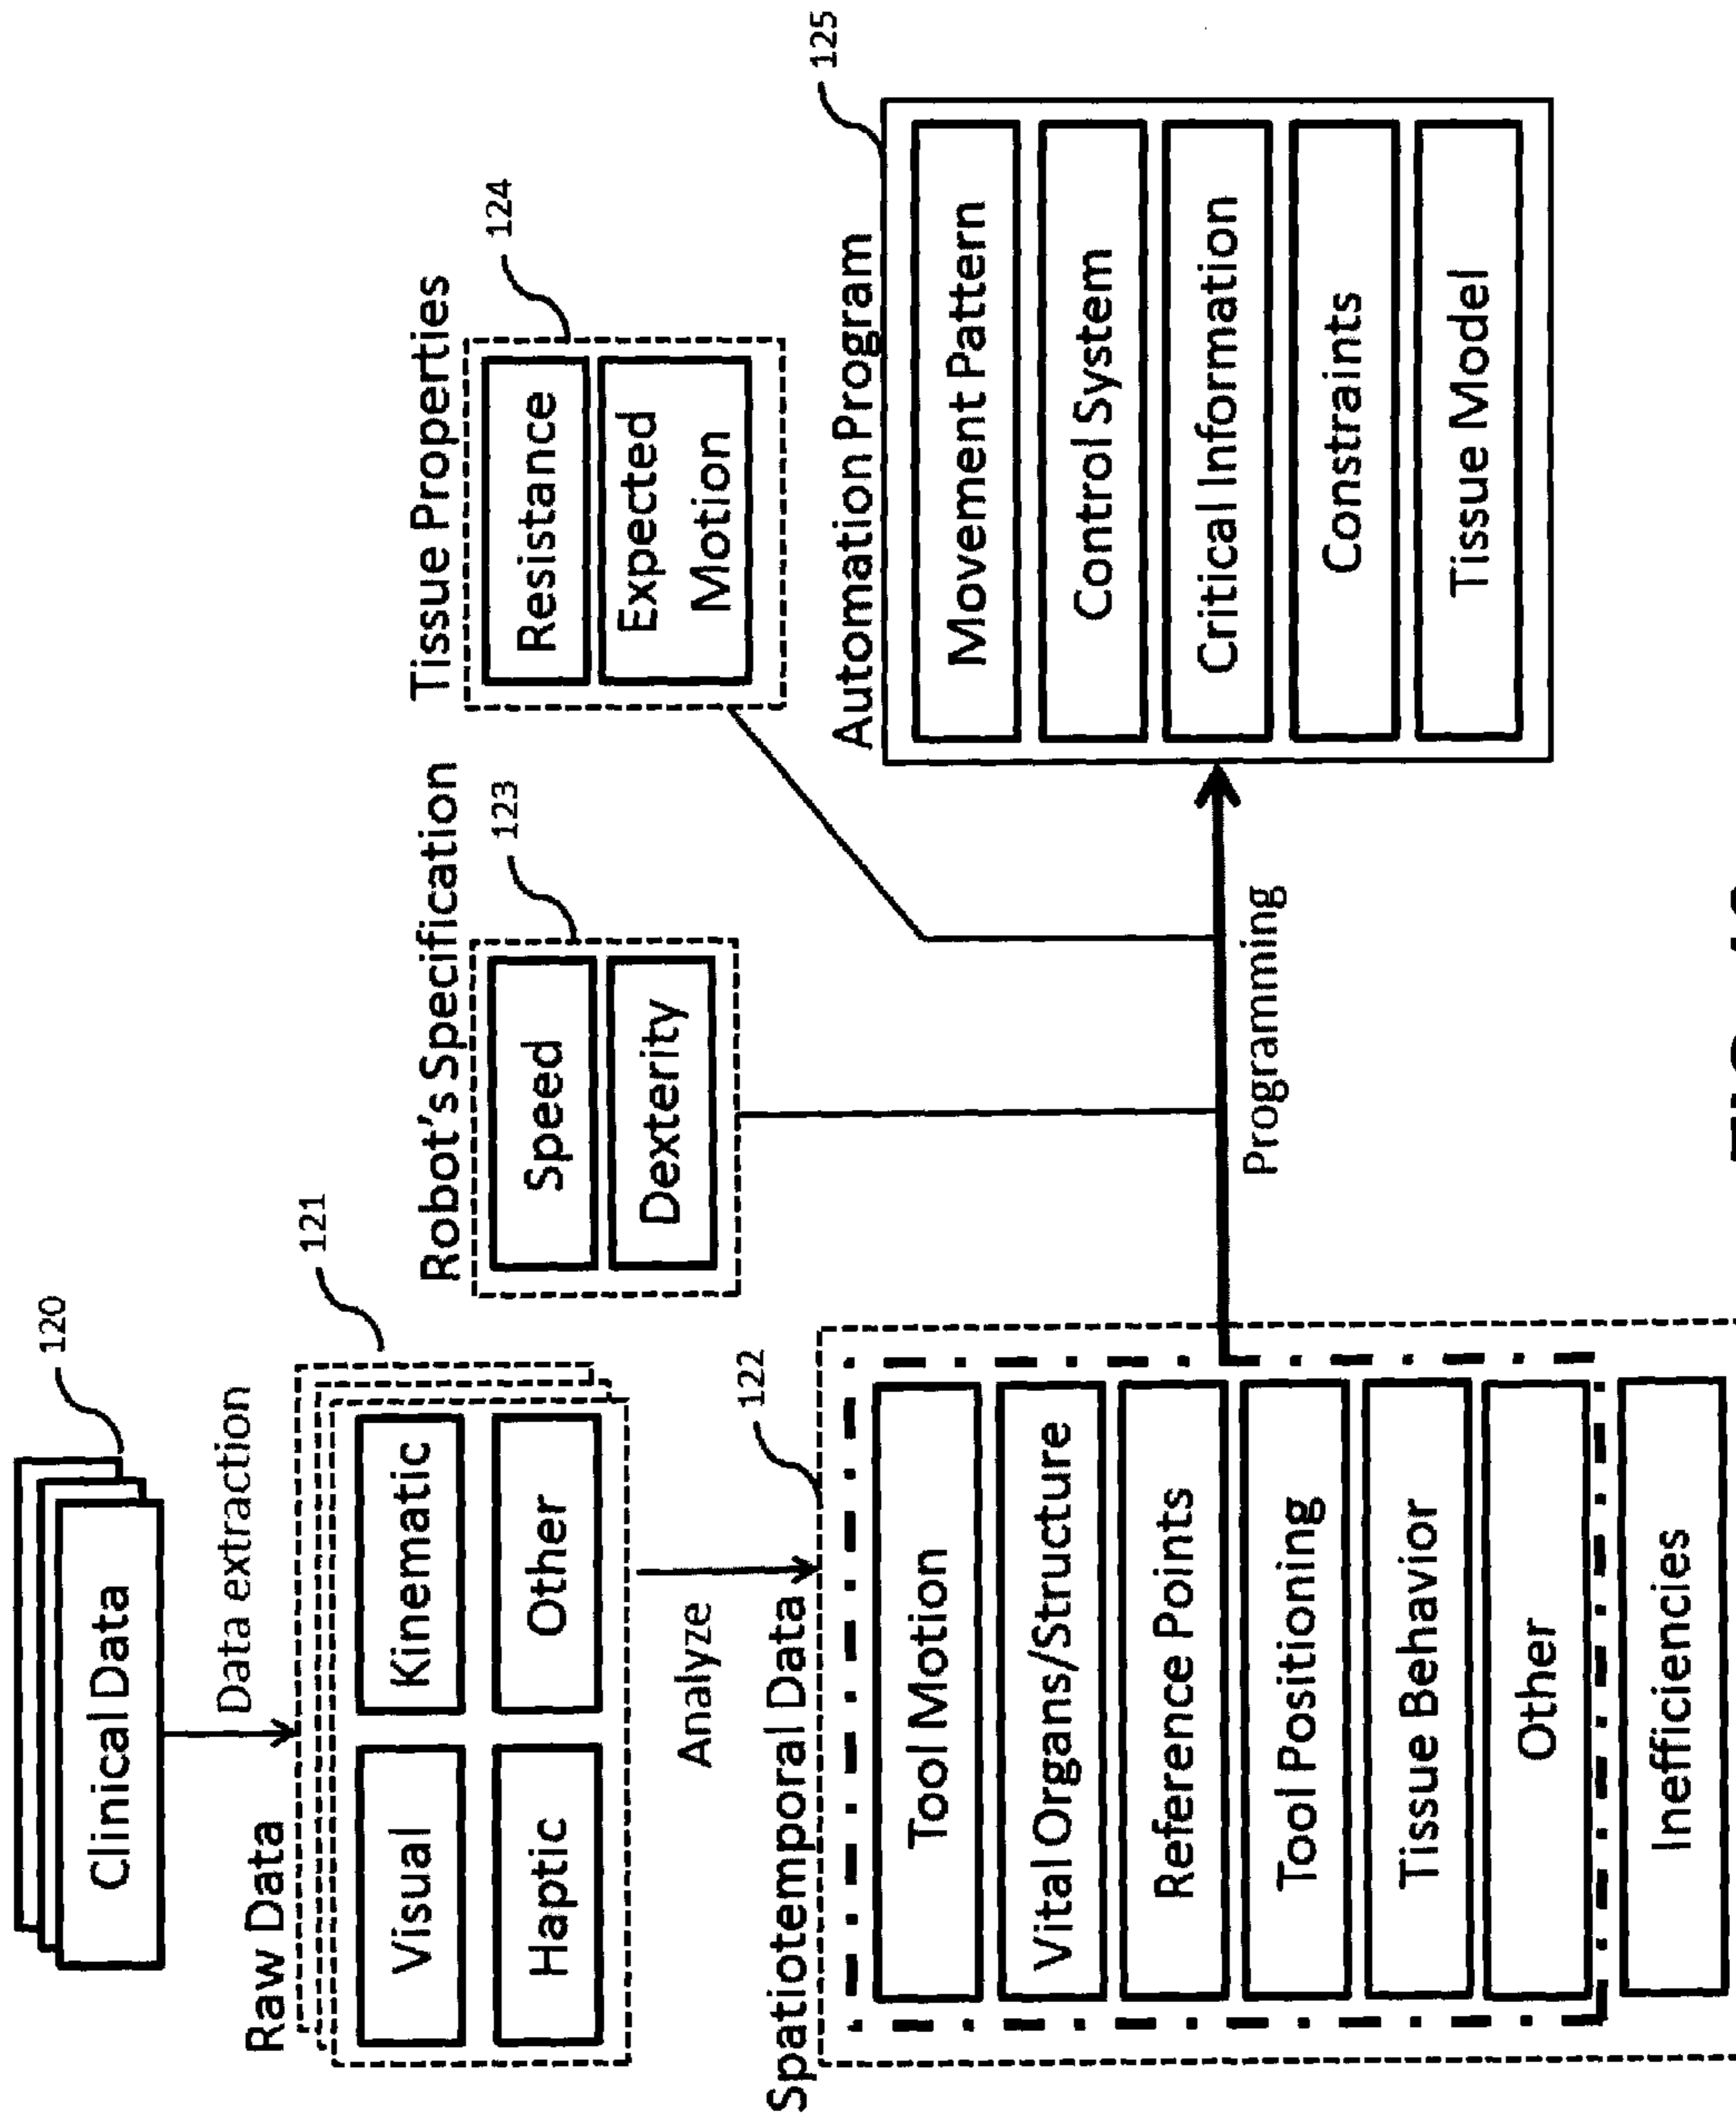 120
Clinical Data
Data extraction
121
Raw Data
Visual
Kinematic
Haptic
Other
Analyze
122
Spatiotemporal Data
Tool Motion
Vital Organs/Structure
Reference Points
Tool Positioning
Tissue Behavior
Other
Inefficiencies
Robot's Specification
123
Speed
Dexterity
Tissue Properties
124
Resistance
Expected
Motion
Programming
Automation Program
125
Movement Pattern
Control System
Critical Information
Constraints
Tissue Model